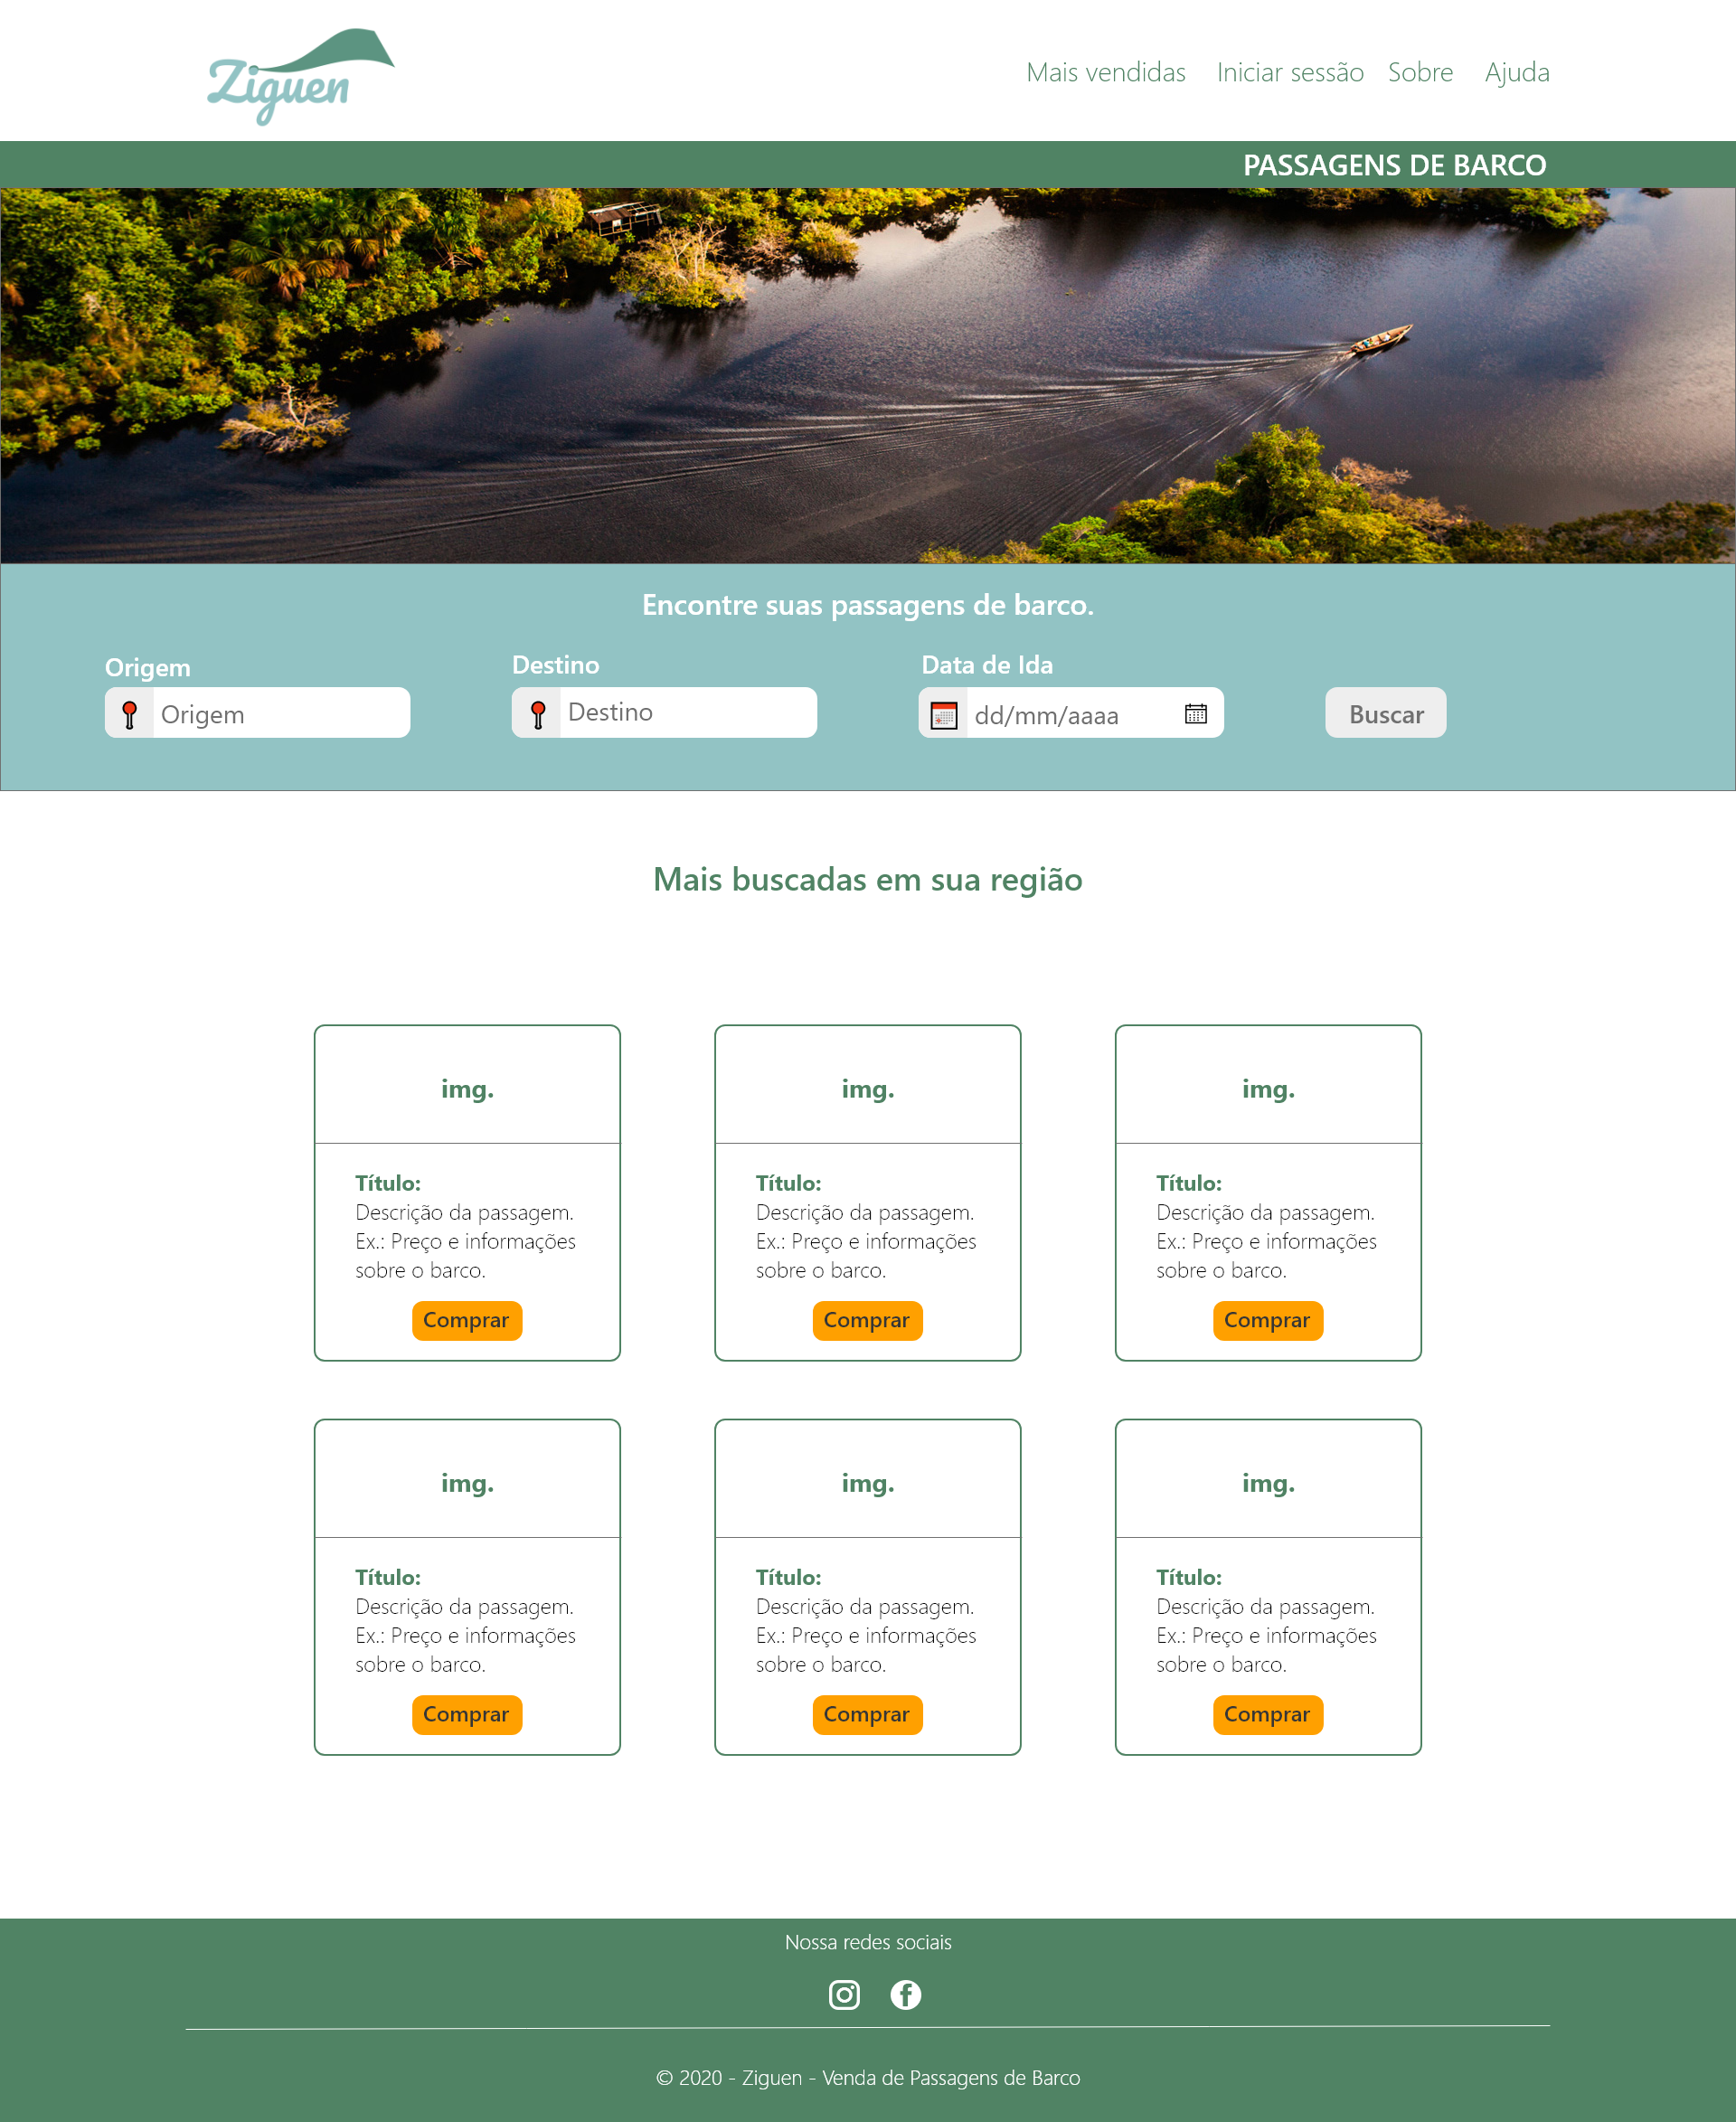 Ziguen
Mais vendidas Iniciar sessão Sobre Ajuda
PASSAGENS DE BARCO
Encontre suas passagens de barco.
Origem Destino Data de Ida
Origem Destino dd/mm/aaaa Buscar
Mais buscadas em sua região
img. img. img.
Título: Título: Título:
Descrição da passagem. Descrição da passagem. Descrição da passagem.
Ex.: Preço e informações Ex.: Preço e informações Ex.: Preço e informações
sobre o barco. sobre o barco. sobre o barco.
Comprar Comprar Comprar
img. img. img.
Título: Título: Título:
Descrição da passagem. Descrição da passagem. Descrição da passagem.
Ex.: Preço e informações Ex.: Preço e informações Ex.: Preço e informações
sobre o barco. sobre o barco. sobre o barco.
Comprar Comprar Comprar
Nossa redes sociais
© 2020 - Ziguen - Venda de Passagens de Barco